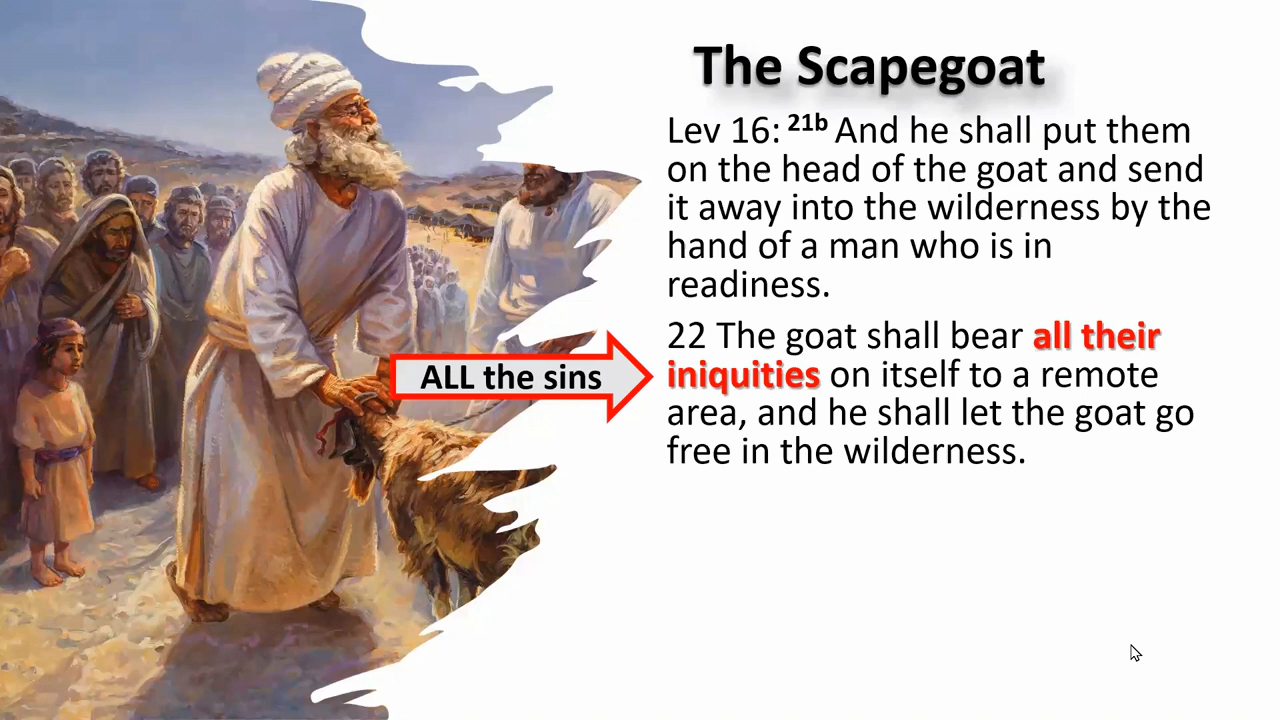 The Scapegoat
Lev 16: 21b And he shall put them
on the head of the goat and send
it away into the wilderness by the
hand of a man who is in
readiness.
22 The goat shall bear all their
iniquities on itself to a remote
area, and he shall let the goat go
free in the wilderness.
ALL the sins